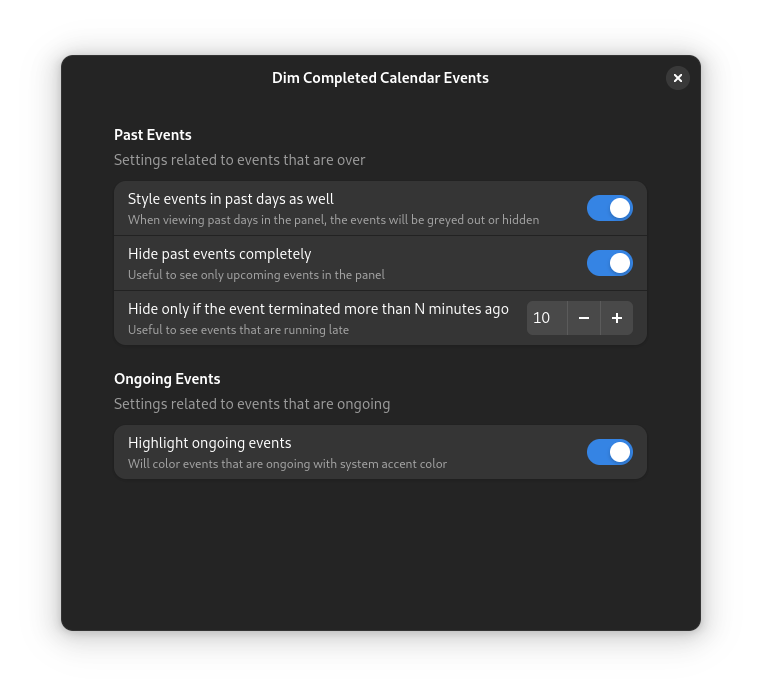 Dim Completed Calendar Events
Past Events
Settings related to events that are over
Style events in past days as well
When viewing past days in the panel, the events will be greyed out or hidden
Hide past events completely
Useful to see only upcoming events in the panel
Hide only if the event terminated more than N minutes ago
10
Useful to see events that are running late
Ongoing Events
Settings related to events that are ongoing
Highlight ongoing events
Will color events that are ongoing with system accent color